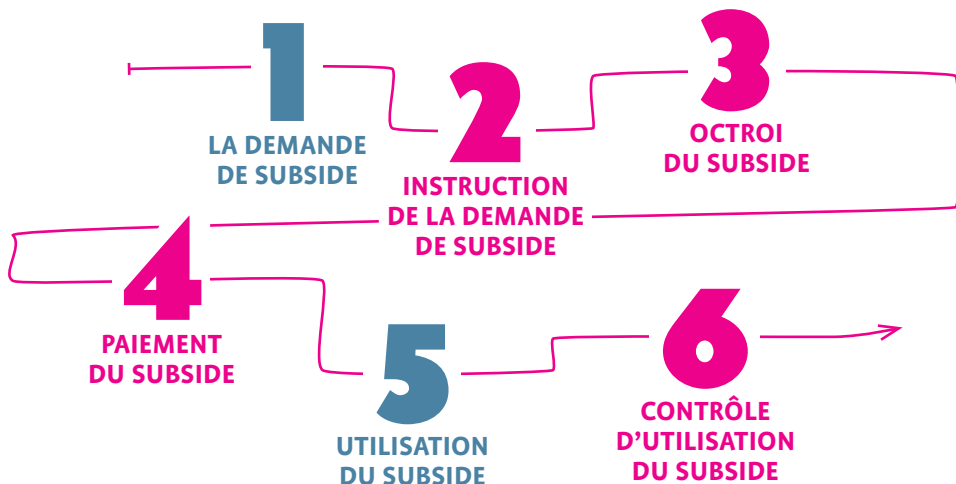 1
LA DEMANDE
DE SUBSIDE
2
INSTRUCTION
DE LA DEMANDE
DE SUBSIDE
3
OCTROI
DU SUBSIDE
4
PAIEMENT
DU SUBSIDE
5
UTILISATION
DU SUBSIDE
6
CONTRÔLE
D’UTILISATION
DU SUBSIDE